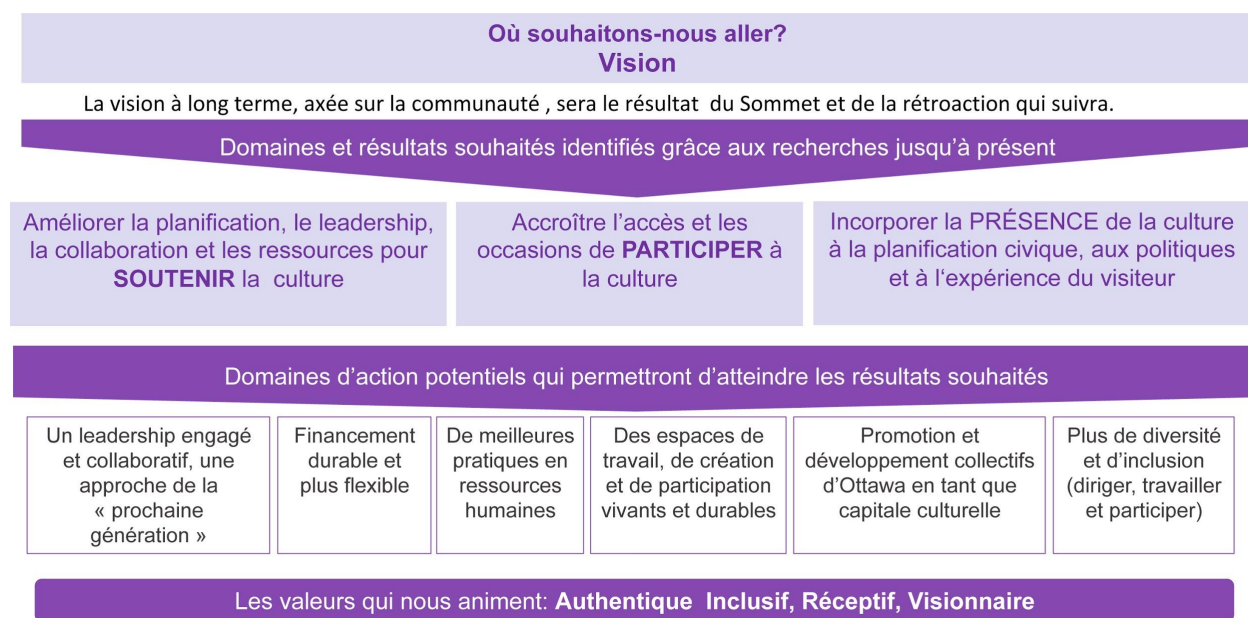 Où souhaitons-nous aller?
Vision
La vision à long terme, axée sur la communauté , sera le résultat du Sommet et de la rétroaction qui suivra.
Domaines et résultats souhaités identifiés grâce aux recherches jusqu'à présent
Améliorer la planification, le leadership,
la collaboration et les ressources pour
SOUTENIR la culture
Accroître l'accès et les
occasions de PARTICIPER à
la culture
Incorporer la PRÉSENCE de la culture
à la planification civique, aux politiques
et à l'expérience du visiteur
Domaines d'action potentiels qui permettront d'atteindre les résultats souhaités
Un leadership engagé
et collaboratif, une
approche de la
« prochaine
génération »
Financement
durable et
plus flexible
De meilleures
pratiques en
ressources
humaines
Des espaces de
travail, de création
et de participation
vivants et durables
Promotion et
développement collectifs
d'Ottawa en tant que
capitale culturelle
Plus de diversité
et d'inclusion
(diriger, travailler
et participer)
Les valeurs qui nous animent: Authentique Inclusif, Réceptif, Visionnaire